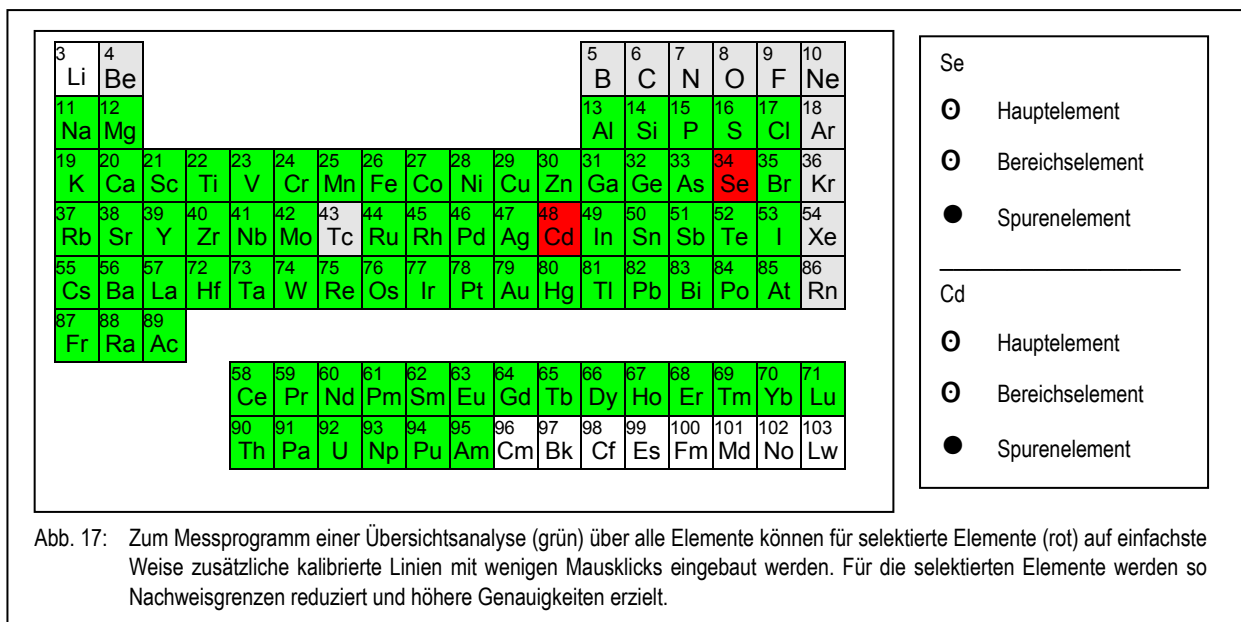 3 4 5 6 7 8 9 10
Li Be B C N O F Ne
11 12 13 14 15 16 17 18
Na Mg Al Si P S Cl Ar
19 20 21 22 23 24 25 26 27 28 29 30 31 32 33 34 35 36
K Ca Sc Ti V Cr Mn Fe Co Ni Cu Zn Ga Ge As Se Br Kr
37 38 39 40 41 42 43 44 45 46 47 48 49 50 51 52 53 54
Rb Sr Y Zr Nb Mo Tc Ru Rh Pd Ag Cd In Sn Sb Te I Xe
55 56 57 72 73 74 75 76 77 78 79 80 81 82 83 84 85 86
Cs Ba La Hf Ta W Re Os Ir Pt Au Hg Tl Pb Bi Po At Rn
87 88 89
Fr Ra Ac
58 59 60 61 62 63 64 65 66 67 68 69 70 71
Ce Pr Nd Pm Sm Eu Gd Tb Dy Ho Er Tm Yb Lu
90 91 92 93 94 95 96 97 98 99 100 101 102 103
Th Pa U Np Pu Am Cm Bk Cf Es Fm Md No Lw
Se
Hauptelement
Bereichselement
Spurenelement
Cd
Hauptelement
Bereichselement
Spurenelement
Abb. 17: Zum Messprogramm einer Übersichtsanalyse (grün) über alle Elemente können für selektierte Elemente (rot) auf einfachste
Weise zusätzliche kalibrierte Linien mit wenigen Mausklicks eingebaut werden. Für die selektierten Elemente werden so
Nachweisgrenzen reduziert und höhere Genauigkeiten erzielt.